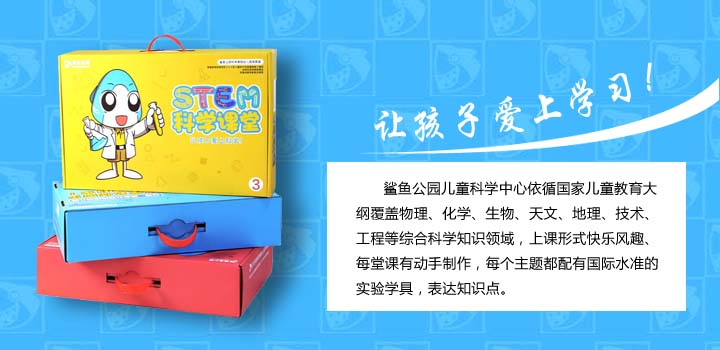 STEM
科学课堂
3
让孩子爱上学习!
鲨鱼公园儿童科学中心依循国家儿童教育大
纲覆盖物理、化学、生物、天文、地理、技术、
工程等综合科学知识领域，上课形式快乐风趣、
每堂课有动手制作，每个主题都配有国际水准的
实验学具，表达知识点。